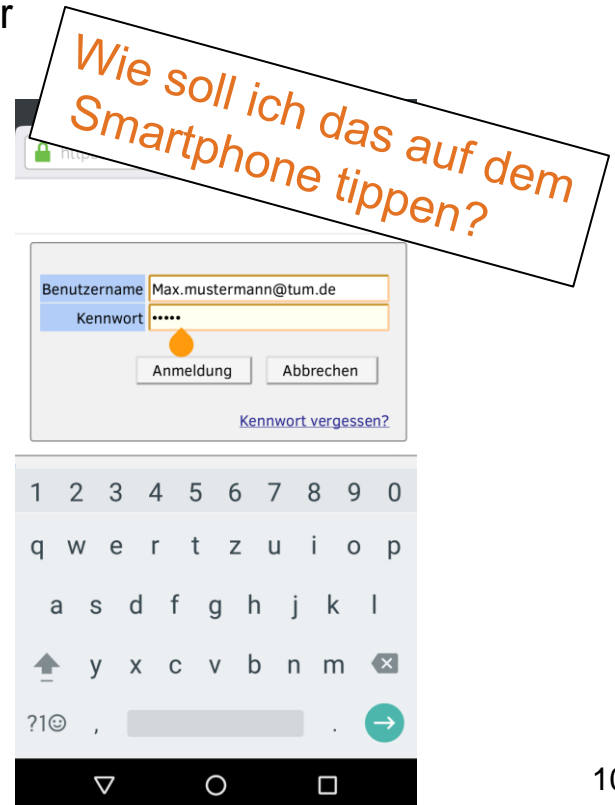 r
Wie soll ich das auf dem
Smartphone tippen?
http
Benutzername Max.mustermann@tum.de
Kennwort •••••
Anmeldung Abbrechen
Kennwort vergessen?
1 2 3 4 5 6 7 8 9 0
q w e r t z u i o p
a s d f g h j k l
y x c v b n m
?1☺ , .
10